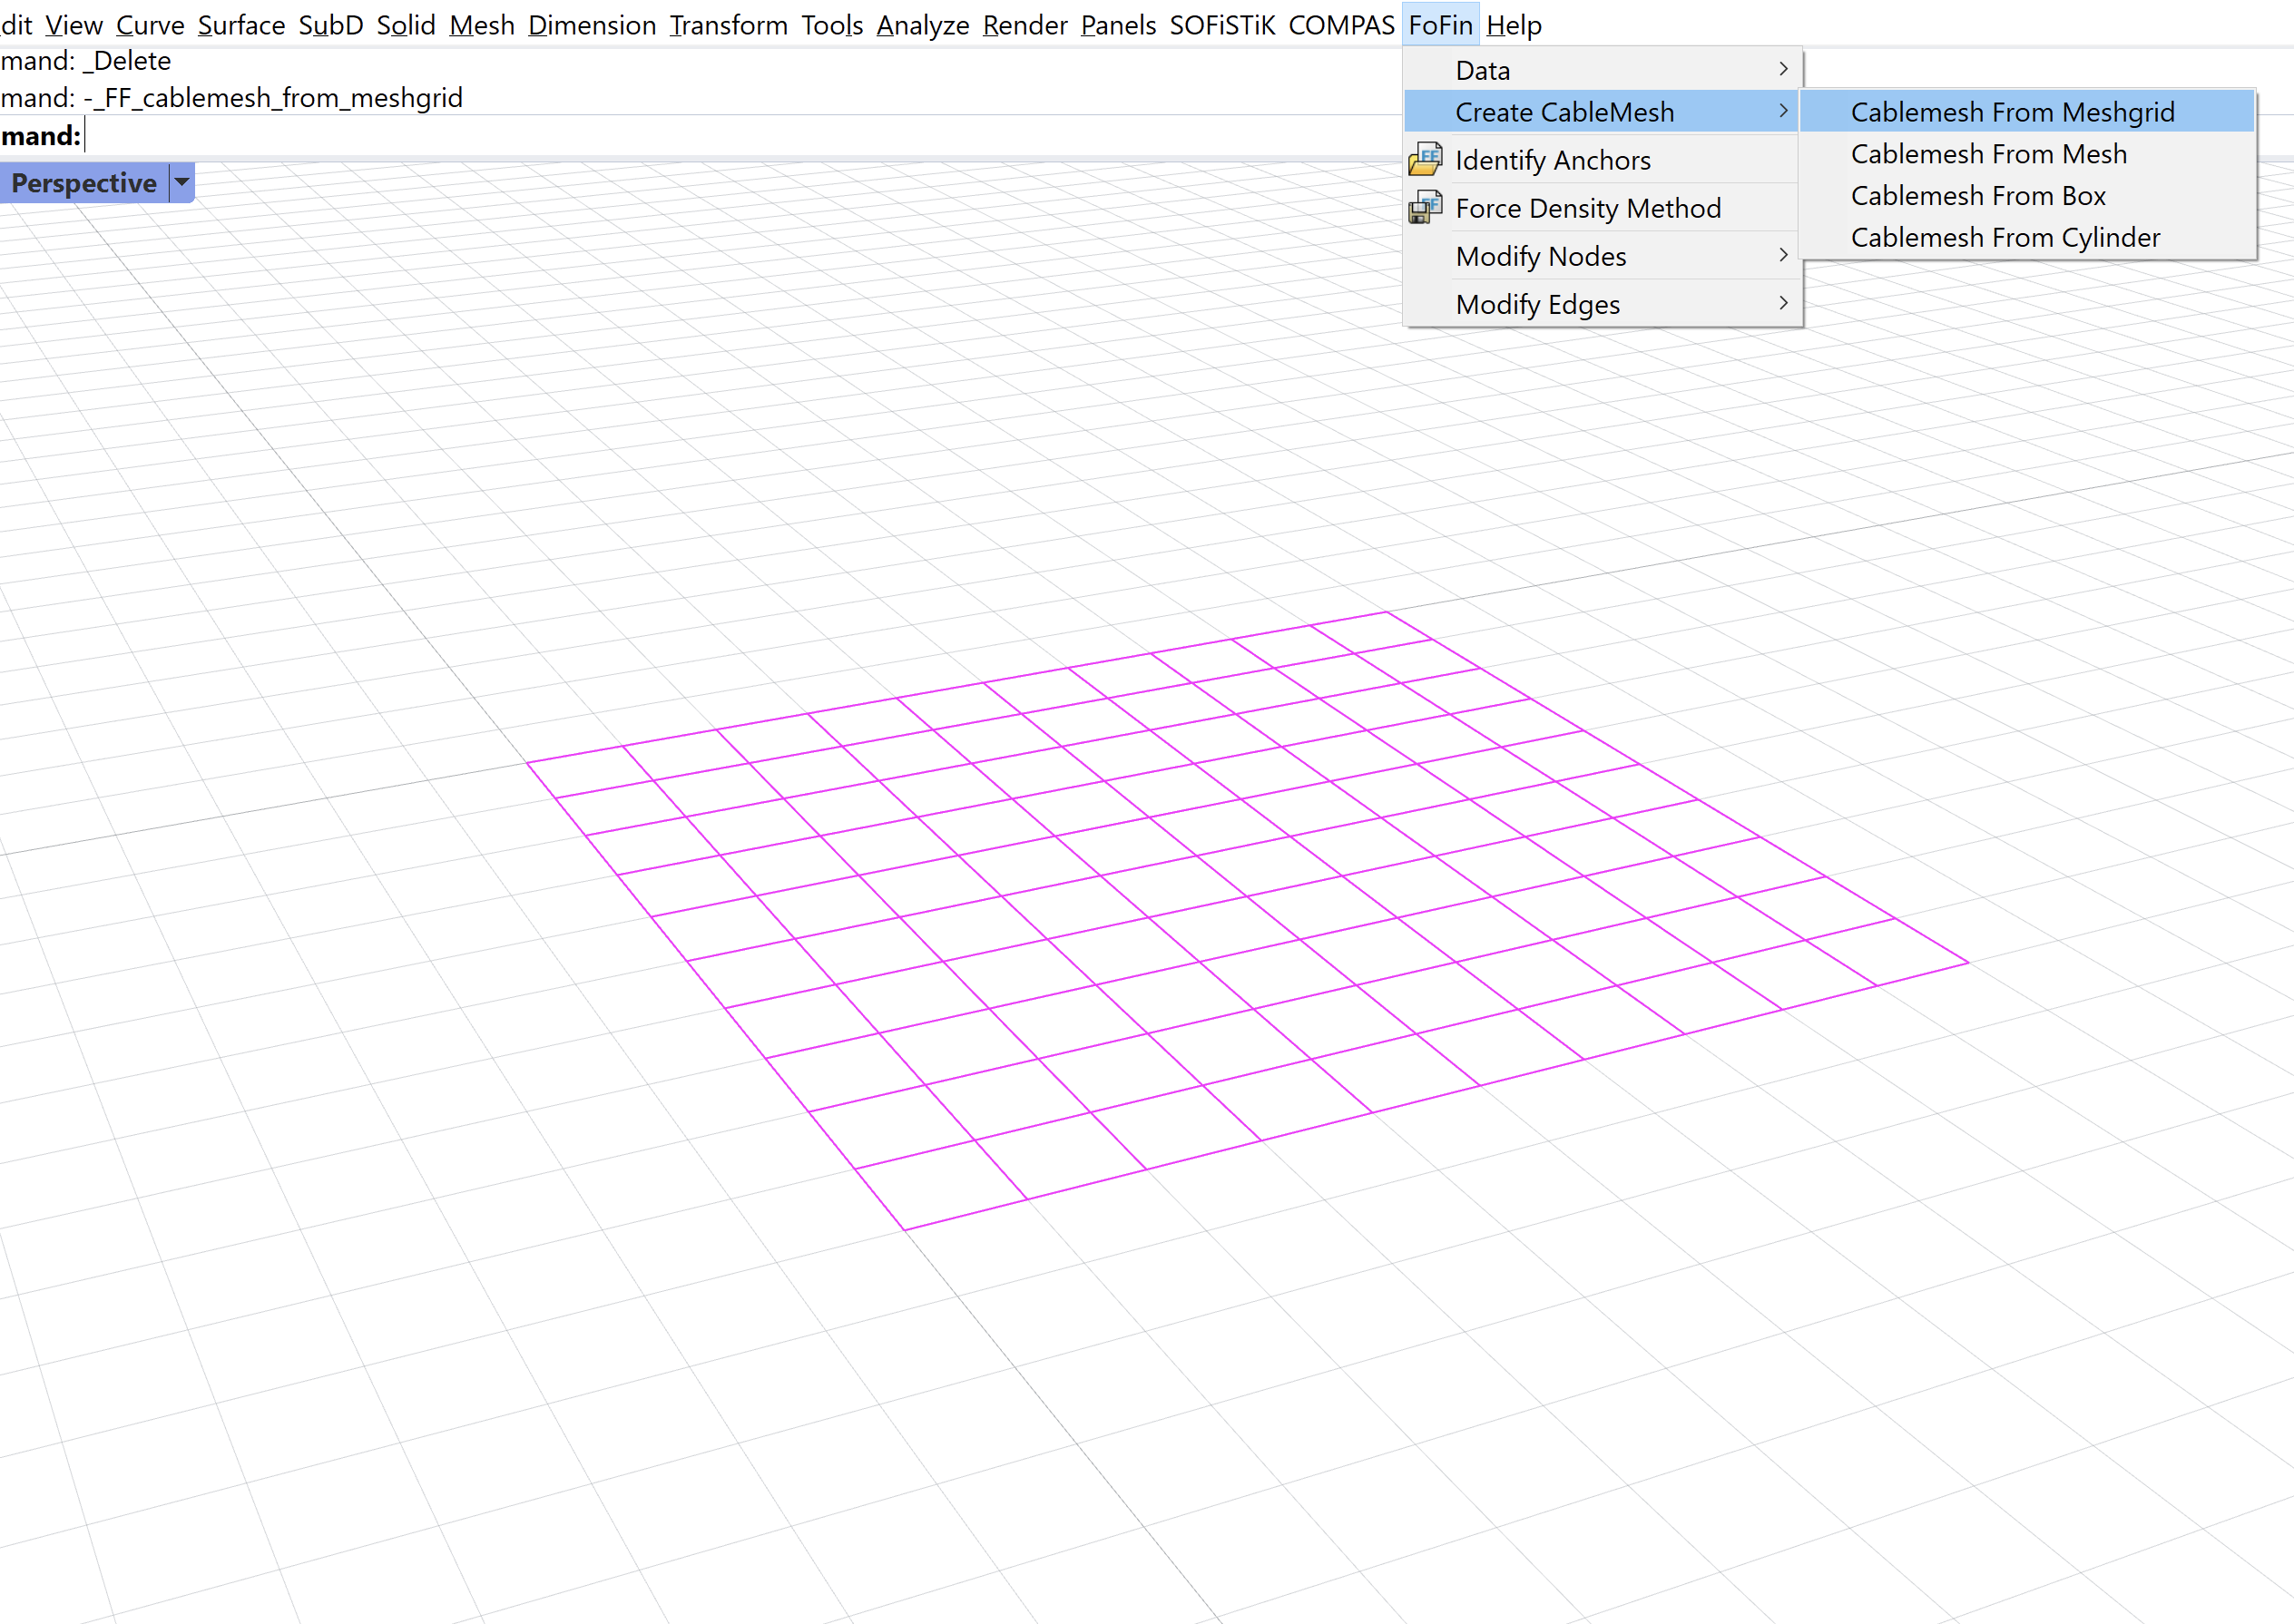 dit View Curve Surface SubD Solid Mesh Dimension Transform Tools Analyze Render Panels SOFiSTiK COMPAS FoFin Help
mand: _Delete
mand: -_FF_cablemesh_from_meshgrid
mand:
Perspective
Data
Create CableMesh
Identify Anchors
Force Density Method
Modify Nodes
Modify Edges
Cablemesh From Meshgrid
Cablemesh From Mesh
Cablemesh From Box
Cablemesh From Cylinder